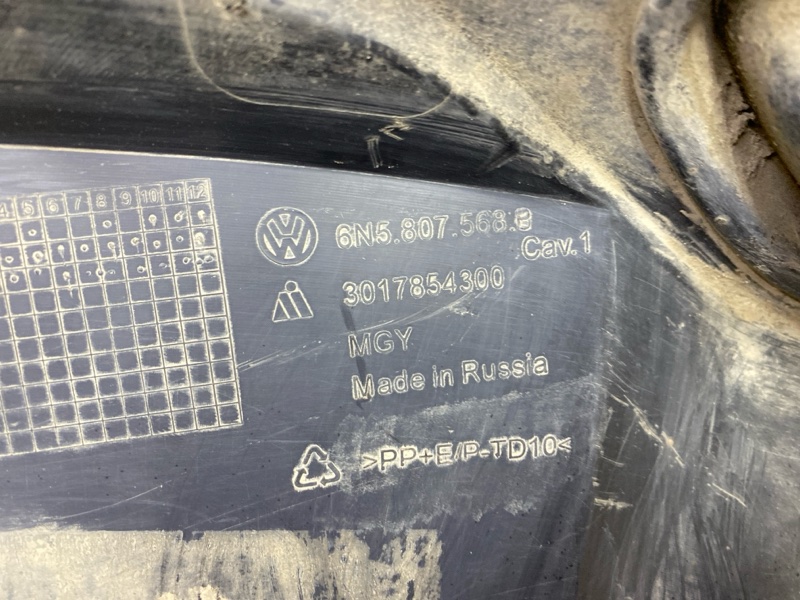 4 5 6 7 8 9 10 11 12
6N5.807.568.B
Cav.1
3017854300
MGY
Made in Russia
>PP+E/P-TD10<